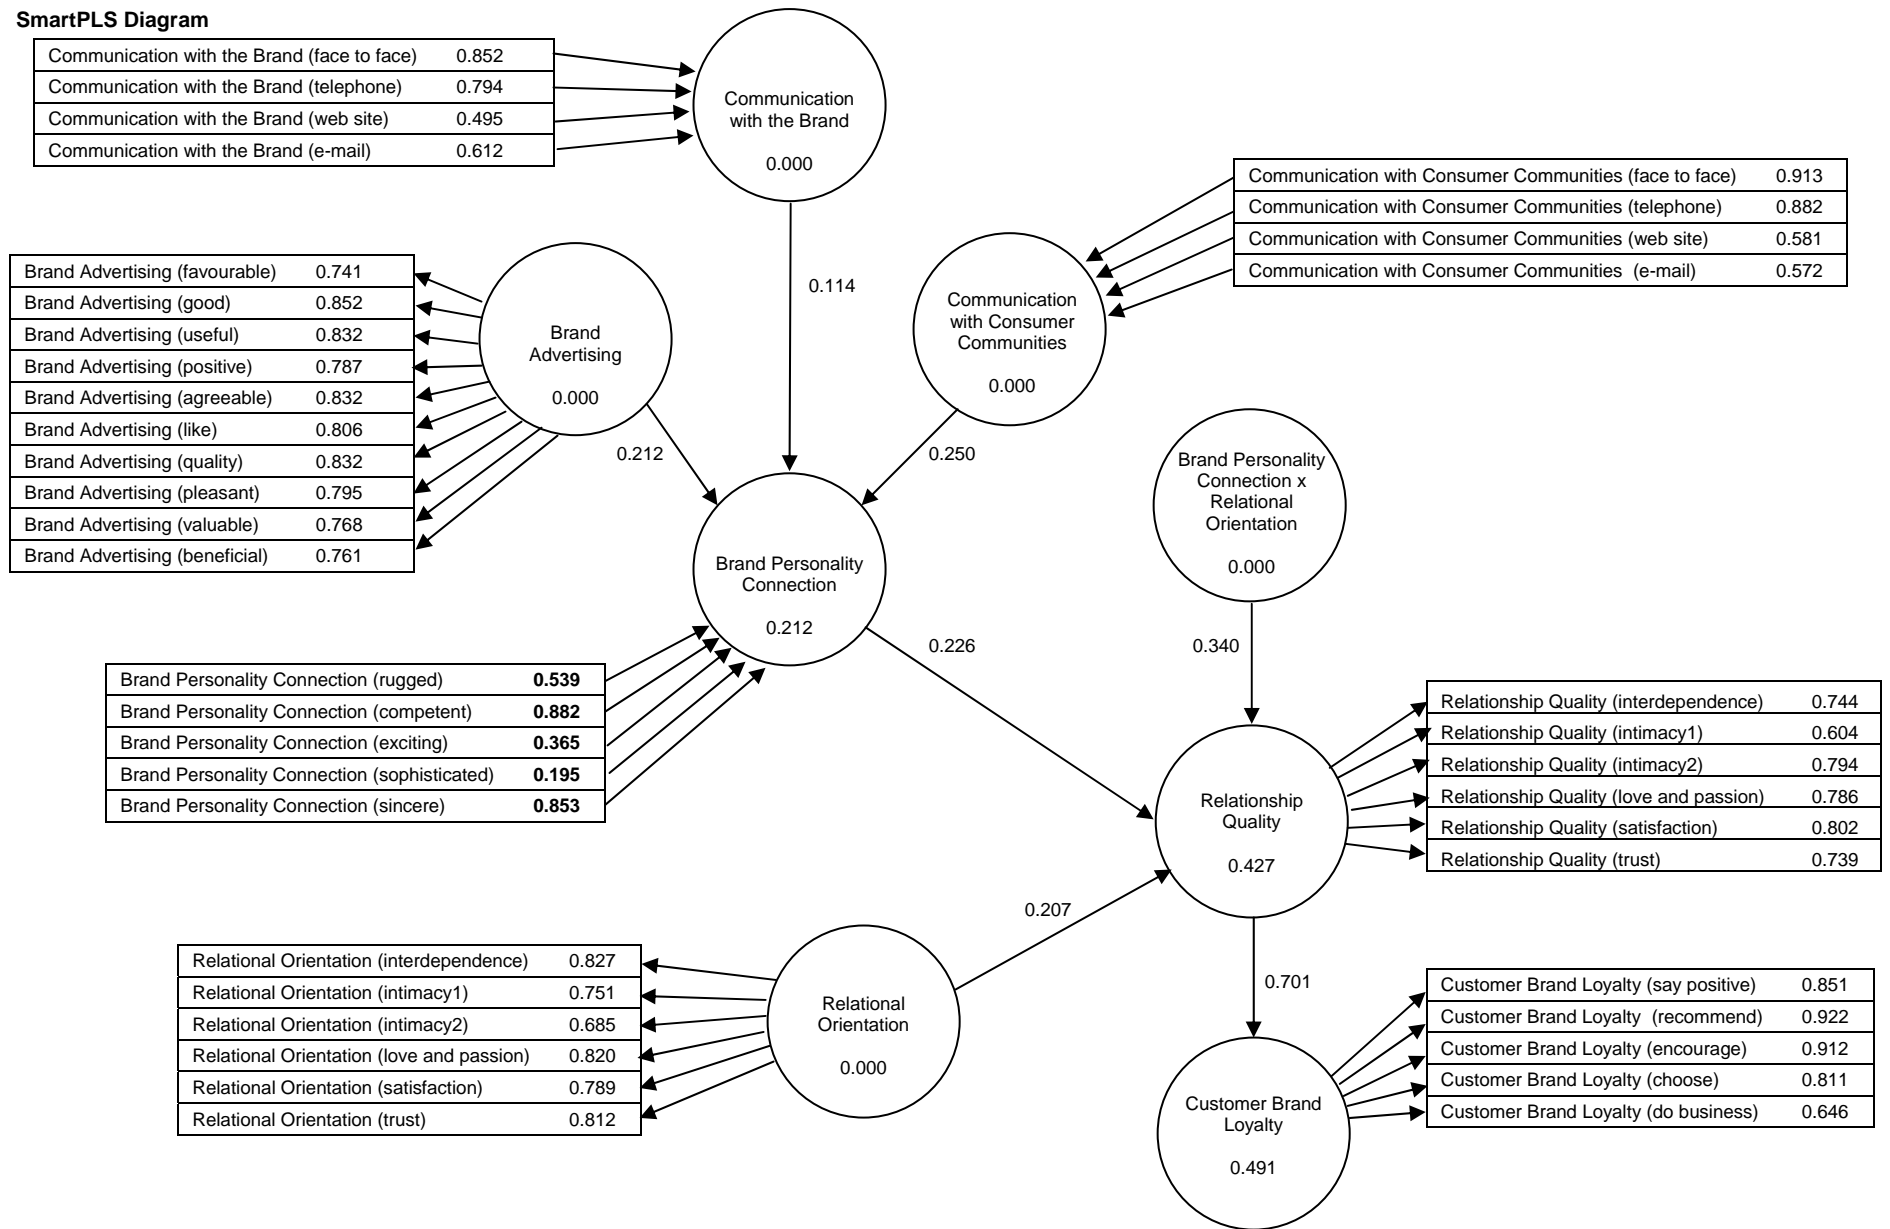 SmartPLS Diagram
Communication with the Brand (face to face) 0.852
Communication with the Brand (telephone) 0.794
Communication with the Brand (web site) 0.495
Communication with the Brand (e-mail) 0.612
Communication
with the Brand
0.000
Communication with Consumer Communities (face to face) 0.913
Communication with Consumer Communities (telephone) 0.882
Communication with Consumer Communities (web site) 0.581
Communication with Consumer Communities (e-mail) 0.572
Brand Advertising (favourable) 0.741
Brand Advertising (good) 0.852
Brand Advertising (useful) 0.832
Brand Advertising (positive) 0.787
Brand Advertising (agreeable) 0.832
Brand Advertising (like) 0.806
Brand Advertising (quality) 0.832
Brand Advertising (pleasant) 0.795
Brand Advertising (valuable) 0.768
Brand Advertising (beneficial) 0.761
Brand
Advertising
0.000
0.114
Communication
with Consumer
Communities
0.000
0.212
0.250
Brand Personality
Connection x
Relational
Orientation
0.000
Brand Personality
Connection
0.212
0.226
0.340
Brand Personality Connection (rugged) 0.539
Brand Personality Connection (competent) 0.882
Brand Personality Connection (exciting) 0.365
Brand Personality Connection (sophisticated) 0.195
Brand Personality Connection (sincere) 0.853
Relationship
Quality
0.427
Relationship Quality (interdependence) 0.744
Relationship Quality (intimacy1) 0.604
Relationship Quality (intimacy2) 0.794
Relationship Quality (love and passion) 0.786
Relationship Quality (satisfaction) 0.802
Relationship Quality (trust) 0.739
0.207
Relational Orientation (interdependence) 0.827
Relational Orientation (intimacy1) 0.751
Relational Orientation (intimacy2) 0.685
Relational Orientation (love and passion) 0.820
Relational Orientation (satisfaction) 0.789
Relational Orientation (trust) 0.812
Relational
Orientation
0.000
0.701
Customer Brand
Loyalty
0.491
Customer Brand Loyalty (say positive) 0.851
Customer Brand Loyalty (recommend) 0.922
Customer Brand Loyalty (encourage) 0.912
Customer Brand Loyalty (choose) 0.811
Customer Brand Loyalty (do business) 0.646